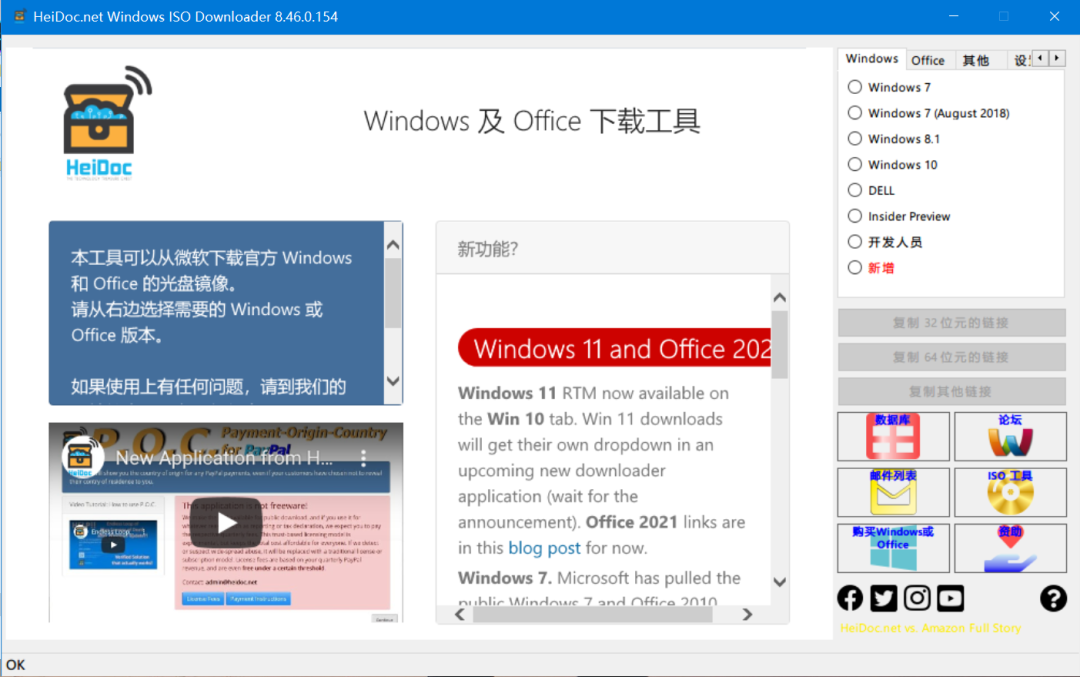 HeiDoc.net Windows ISO Downloader 8.46.0.154
HeiDoc
Windows 及 Office 下载工具
本工具可以从微软下载官方 Windows
和 Office 的光盘镜像。
请从右边选择需要的 Windows 或
Office 版本。
如果使用上有任何问题，请到我们的
P.O.C. Payment-Origin-Country
for PayPal
New Application from H...
This application is not freeware!
Contact: admin@heidoc.net
License Fees
Payment Instructions
新功能?
Windows 11 and Office 202
Windows 11 RTM now available on
the Win 10 tab. Win 11 downloads
will get their own dropdown in an
upcoming new downloader
application (wait for the
announcement). Office 2021 links are
in this blog post for now.
Windows 7. Microsoft has pulled the
public Windows 7 and Office 2010
Windows
Office
其他
Windows 7
Windows 7 (August 2018)
Windows 8.1
Windows 10
DELL
Insider Preview
开发人员
新增
复制 32 位元的链接
复制 64 位元的链接
复制其他链接
数据库
论坛
邮件列表
ISO 工具
购买Windows或
Office
资助
HeiDoc.net vs. Amazon Full Story
OK